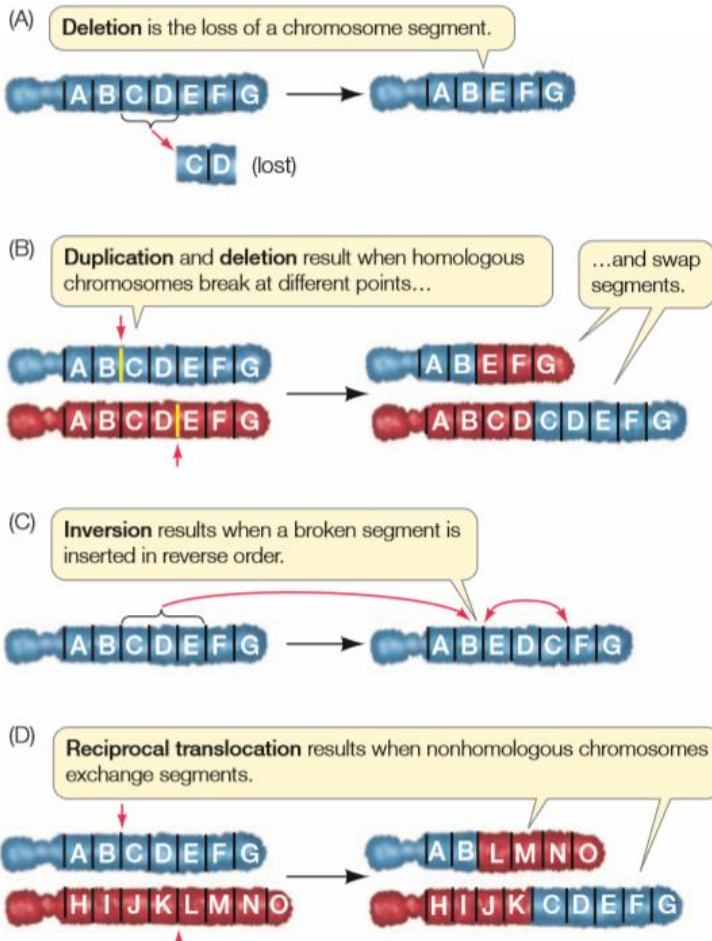 (A)
Deletion is the loss of a chromosome segment.
A B C D E F G
A B E F G
C D (lost)
(B)
Duplication and deletion result when homologous
chromosomes break at different points…
…and swap
segments.
A B C D E F G
A B E F G
A B C D E F G
A B C D C D E F G
(C)
Inversion results when a broken segment is
inserted in reverse order.
A B C D E F G
A B E D C F G
(D)
Reciprocal translocation results when nonhomologous chromosomes
exchange segments.
A B C D E F G
A B L M N O
H I J K L M N O
H I J K C D E F G